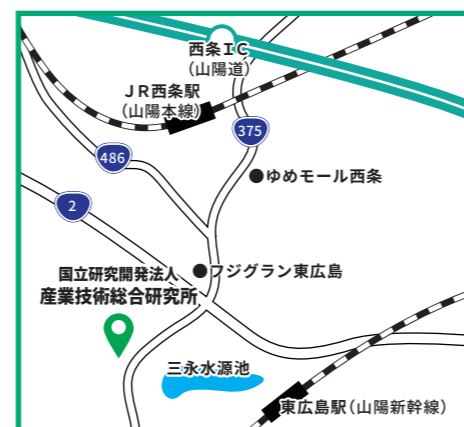 西条IC
(山陽道)
JR西条駅
(山陽本線)
375
486
ゆめモール西条
2
国立研究開発法人
産業技術総合研究所
フジグラン東広島
三永水源池
東広島駅(山陽新幹線)